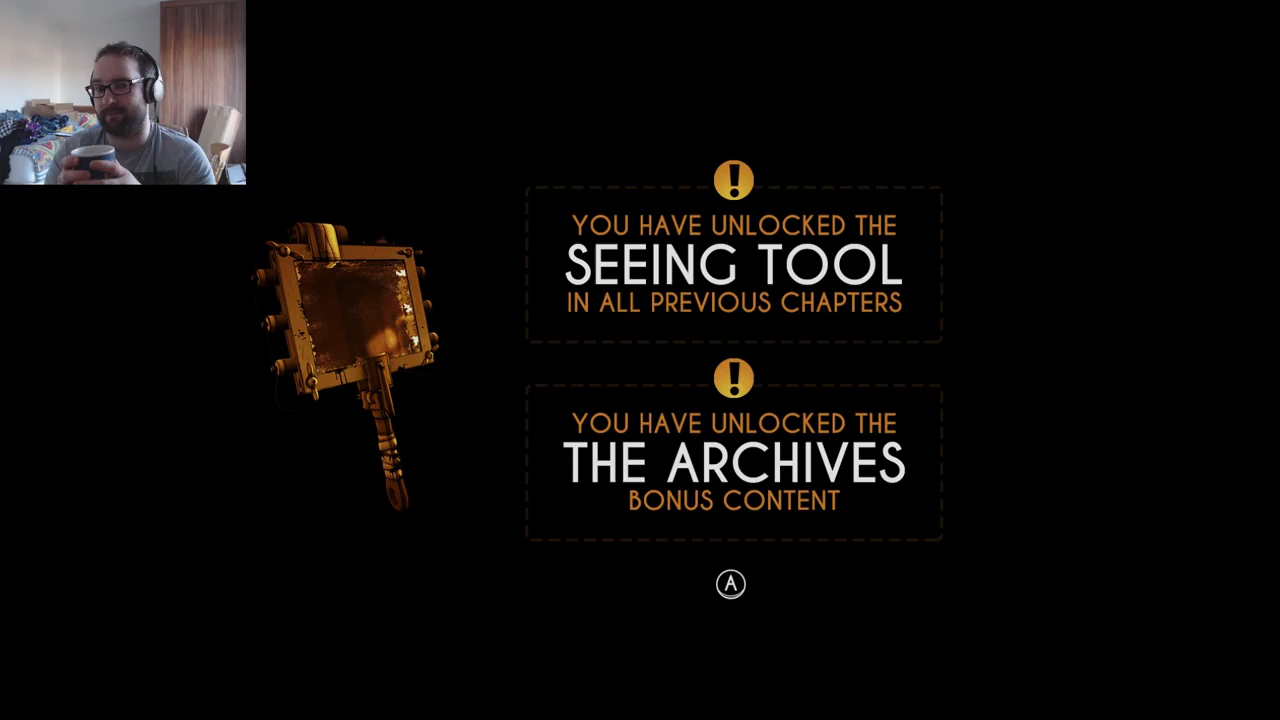 !
YOU HAVE UNLOCKED THE
SEEING TOOL
IN ALL PREVIOUS CHAPTERS
!
YOU HAVE UNLOCKED THE
THE ARCHIVES
BONUS CONTENT
A